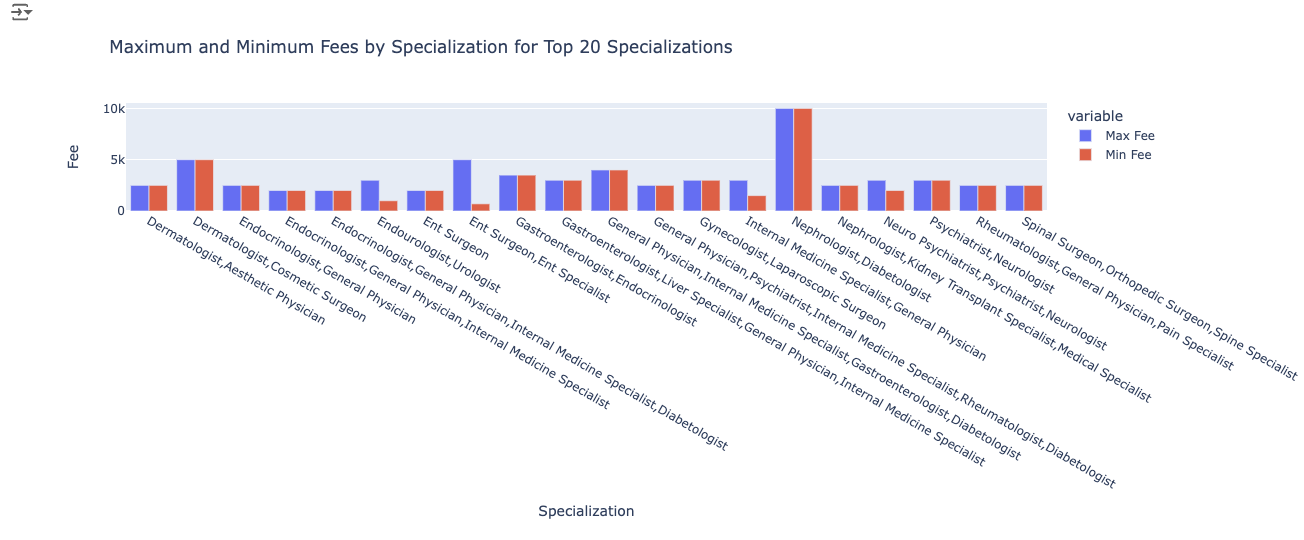 Maximum and Minimum Fees by Specialization for Top 20 Specializations
Fee
10k
5k
0
variable
Max Fee
Min Fee
Dermatologist,Aesthetic Physician
Dermatologist,Cosmetic Surgeon
Endocrinologist,General Physician
Endocrinologist,General Physician,Internal Medicine Specialist
Endocrinologist,General Physician,Internal Medicine Specialist,Diabetologist
Endourologist,Urologist
Ent Surgeon
Ent Surgeon,Ent Specialist
Gastroenterologist,Endocrinologist
Gastroenterologist,Liver Specialist,General Physician,Internal Medicine Specialist
General Physician,Internal Medicine Specialist,Gastroenterologist,Diabetologist
General Physician,Psychiatrist,Internal Medicine Specialist,Rheumatologist,Diabetologist
Gynecologist,Laparoscopic Surgeon
Internal Medicine Specialist,General Physician
Nephrologist,Diabetologist
Nephrologist,Kidney Transplant Specialist,Medical Specialist
Neuro Psychiatrist,Psychiatrist,Neurologist
Psychiatrist,Neurologist
Rheumatologist,General Physician,Pain Specialist
Spinal Surgeon,Orthopedic Surgeon,Spine Specialist
Specialization